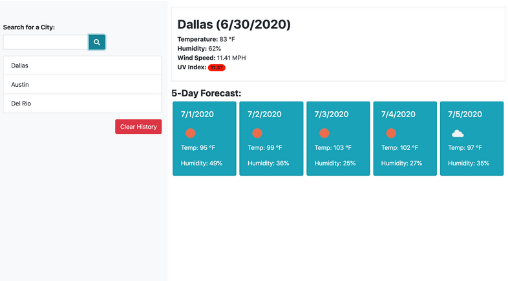 Search for a City:
Dallas
Austin
Del Rio
Clear History
Dallas (6/30/2020)
Temperature: 83 °F
Humidity: 62%
Wind Speed: 11.41 MPH
UV Index:
5-Day Forecast:
7/1/2020
Temp: 95 °F
Humidity: 49%
7/2/2020
Temp: 99 °F
Humidity: 36%
7/3/2020
Temp: 103 °F
Humidity: 26%
7/4/2020
Temp: 102 °F
Humidity: 27%
7/5/2020
Temp: 97 °F
Humidity: 35%